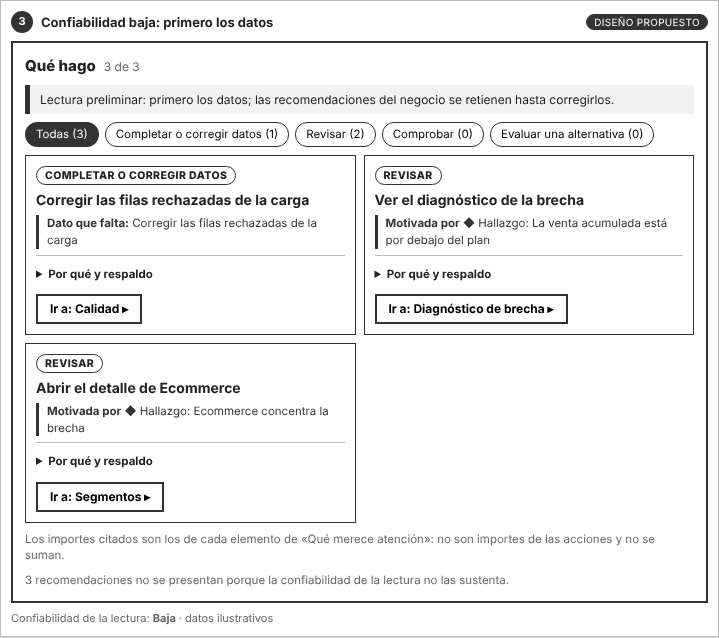 3 Confiabilidad baja: primero los datos
DISEÑO PROPUESTO
Qué hago 3 de 3
Lectura preliminar: primero los datos; las recomendaciones del negocio se retienen hasta corregirlos.
Todas (3) Completar o corregir datos (1) Revisar (2) Comprobar (0) Evaluar una alternativa (0)
COMPLETAR O CORREGIR DATOS
Corregir las filas rechazadas de la carga
Dato que falta: Corregir las filas rechazadas de la
carga
▶ Por qué y respaldo
Ir a: Calidad ▸
REVISAR
Ver el diagnóstico de la brecha
Motivada por ◆ Hallazgo: La venta acumulada está
por debajo del plan
▶ Por qué y respaldo
Ir a: Diagnóstico de brecha ▸
REVISAR
Abrir el detalle de Ecommerce
Motivada por ◆ Hallazgo: Ecommerce concentra la
brecha
▶ Por qué y respaldo
Ir a: Segmentos ▸
Los importes citados son los de cada elemento de «Qué merece atención»: no son importes de las acciones y no se
suman.
3 recomendaciones no se presentan porque la confiabilidad de la lectura no las sustenta.
Confiabilidad de la lectura: Baja · datos ilustrativos